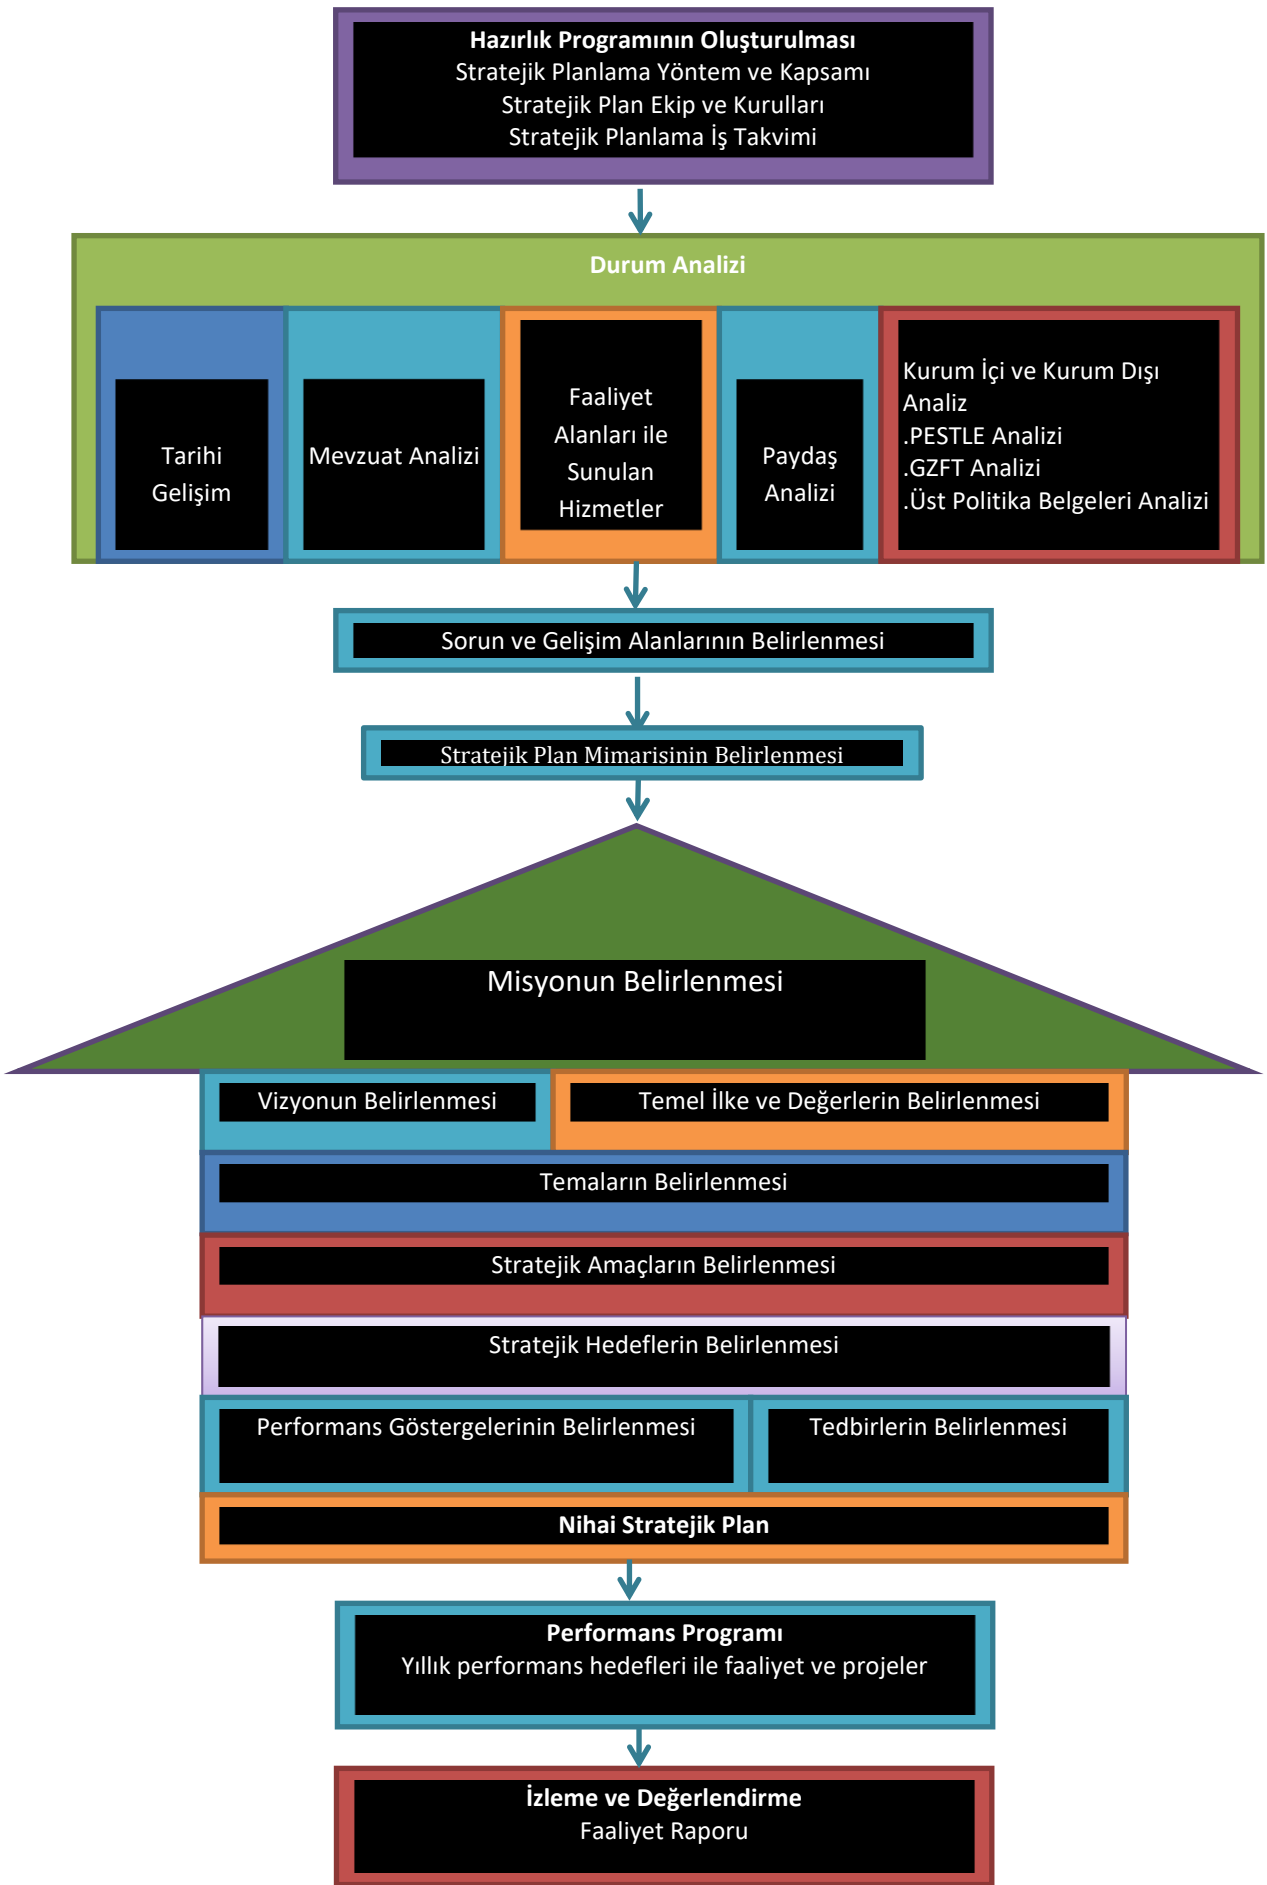 Hazırlık Programının Oluşturulması
Stratejik Planlama Yöntem ve Kapsamı
Stratejik Plan Ekip ve Kurulları
Stratejik Planlama İş Takvimi
Durum Analizi
Tarihi
Gelişim
Mevzuat Analizi
Faaliyet
Alanları ile
Sunulan
Hizmetler
Paydaş
Analizi
Kurum İçi ve Kurum Dışı
Analiz
.PESTLE Analizi
.GZFT Analizi
.Üst Politika Belgeleri Analizi
Sorun ve Gelişim Alanlarının Belirlenmesi
Stratejik Plan Mimarisinin Belirlenmesi
Misyonun Belirlenmesi
Vizyonun Belirlenmesi
Temel İlke ve Değerlerin Belirlenmesi
Temaların Belirlenmesi
Stratejik Amaçların Belirlenmesi
Stratejik Hedeflerin Belirlenmesi
Performans Göstergelerinin Belirlenmesi
Tedbirlerin Belirlenmesi
Nihai Stratejik Plan
Performans Programı
Yıllık performans hedefleri ile faaliyet ve projeler
İzleme ve Değerlendirme
Faaliyet Raporu